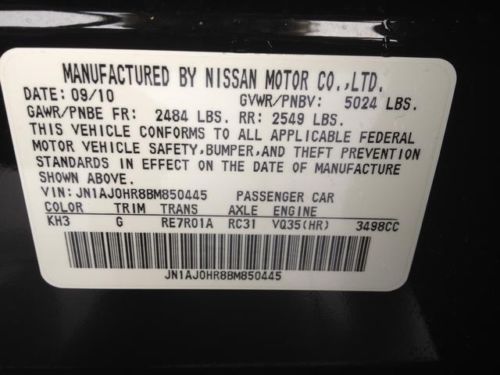 MANUFACTURED BY NISSAN MOTOR CO.,LTD.
DATE: 09/10 GVWR/PNBV: 5024 LBS.
GAWR/PNBE FR: 2484 LBS. RR: 2549 LBS.
THIS VEHICLE CONFORMS TO ALL APPLICABLE FEDERAL
MOTOR VEHICLE SAFETY,BUMPER,AND THEFT PREVENTION
STANDARDS IN EFFECT ON THE DATE OF MANUFACTURE
SHOWN ABOVE.
VIN: JN1AJ0HR8BM850445 PASSENGER CAR
COLOR TRIM TRANS AXLE ENGINE
KH3 G RE7R01A RC31 VQ35(HR) 3498CC
JN1AJ0HR8BM850445